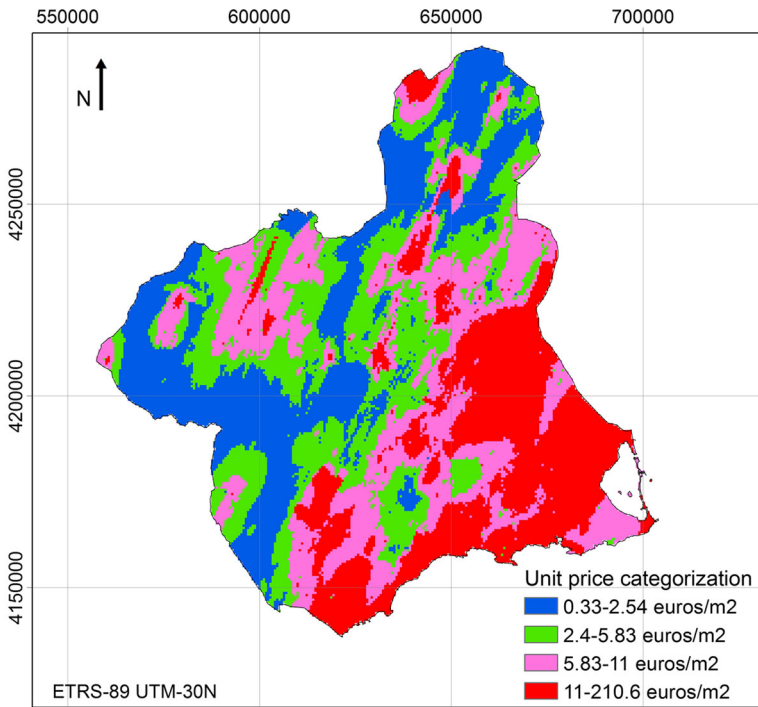 550000 600000 650000 700000
N
4250000
4200000
4150000
Unit price categorization
0.33-2.54 euros/m2
2.4-5.83 euros/m2
5.83-11 euros/m2
11-210.6 euros/m2
ETRS-89 UTM-30N